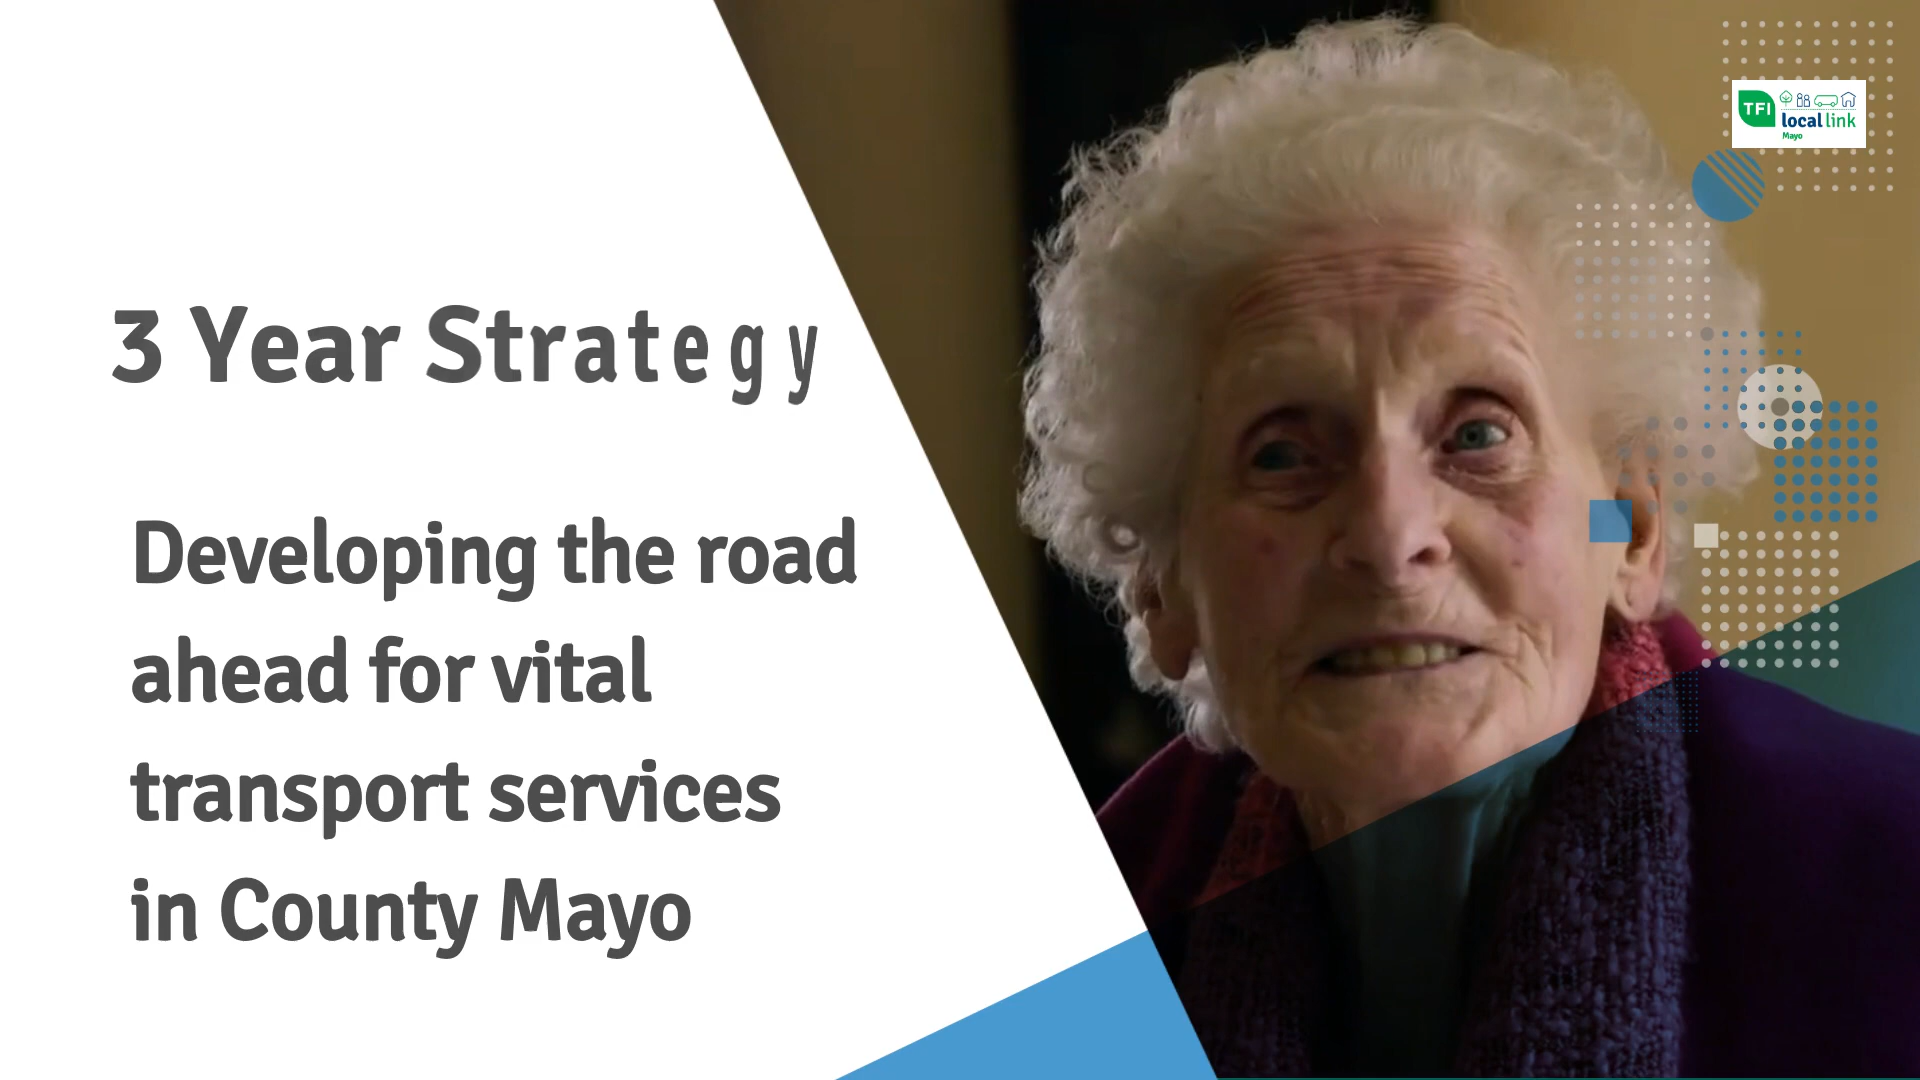 3 Year Strategy
Developing the road
ahead for vital
transport services
in County Mayo
TFI
local link
Mayo